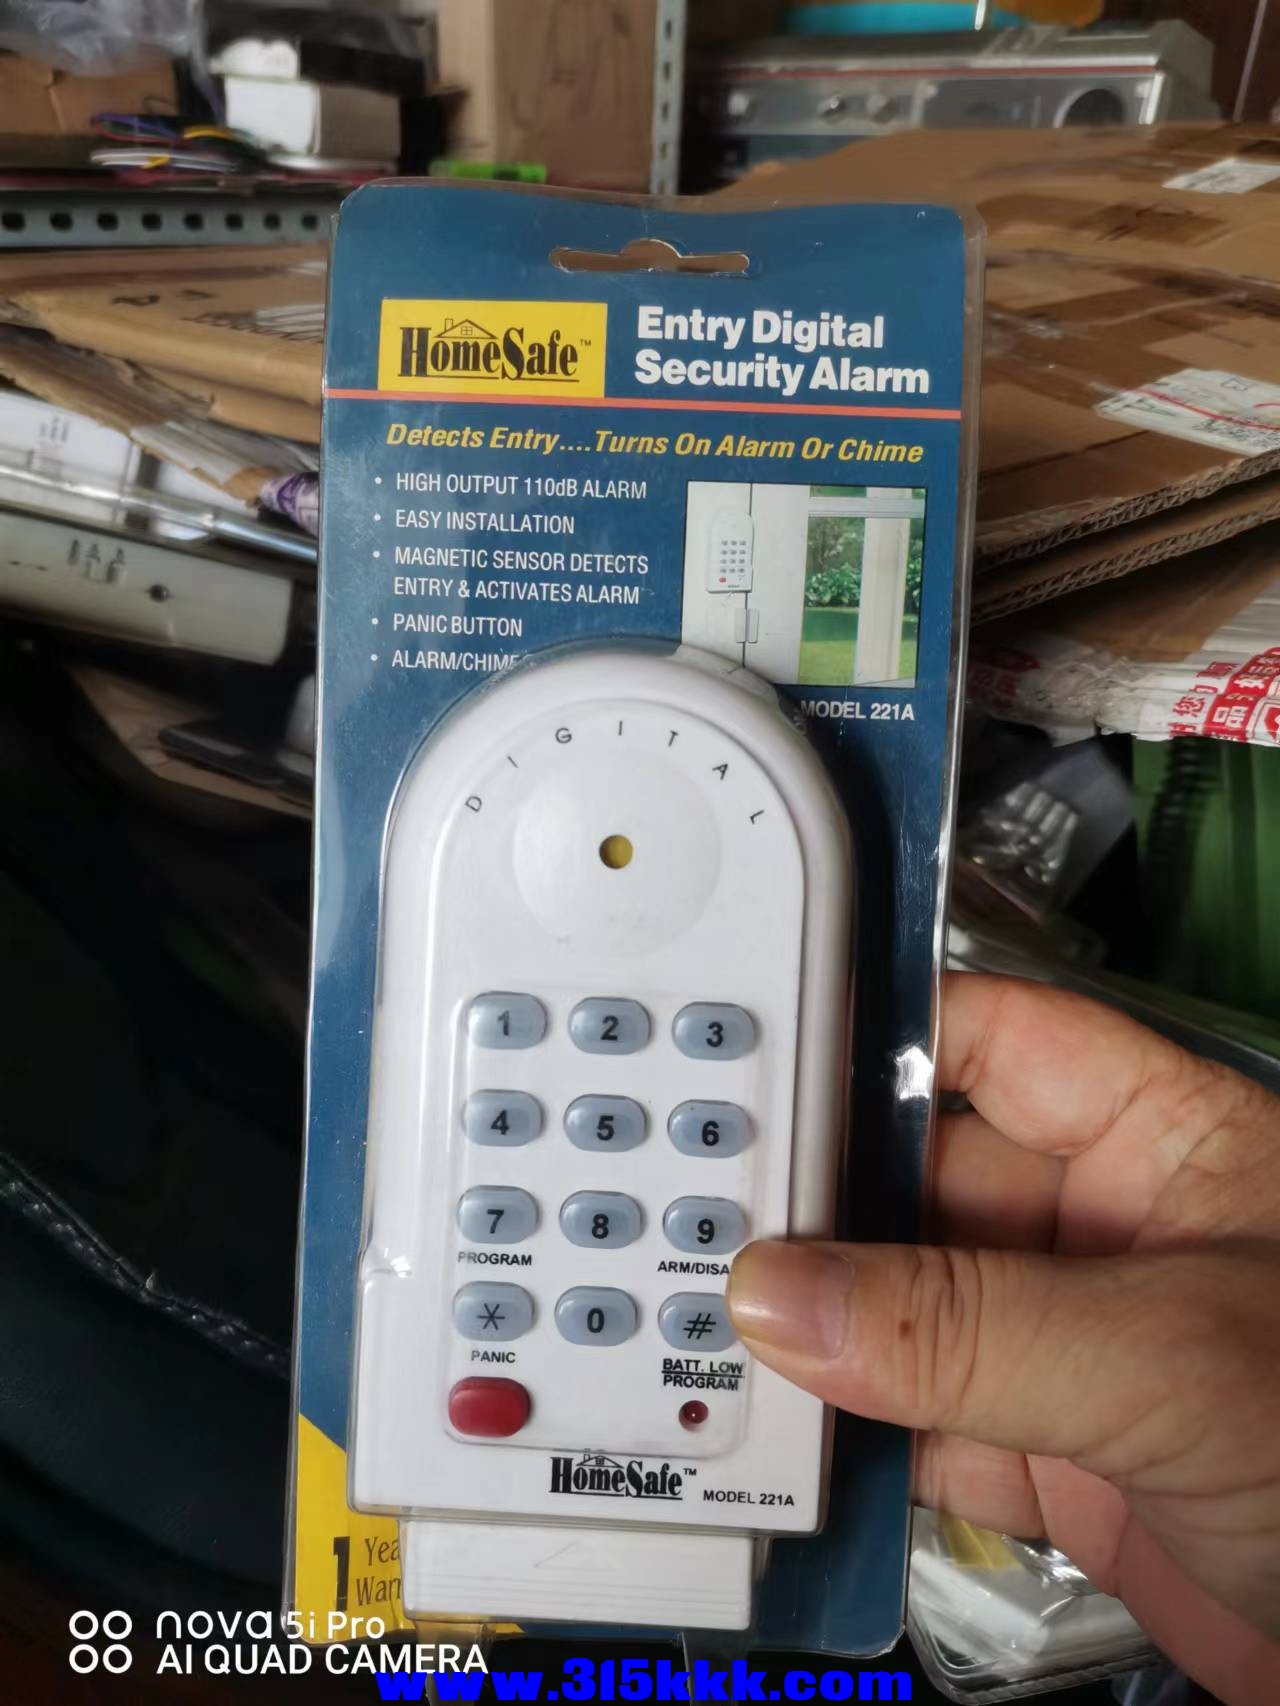 HomeSafe™
Entry Digital
Security Alarm
Detects Entry....Turns On Alarm Or Chime
• HIGH OUTPUT 110dB ALARM
• EASY INSTALLATION
• MAGNETIC SENSOR DETECTS
ENTRY & ACTIVATES ALARM
• PANIC BUTTON
• ALARM/CHIME
MODEL 221A
DIGITAL
1 2 3
4 5 6
7 8 9
PROGRAM ARM/DISA
* 0 #
PANIC BATT. LOW
PROGRAM
HomeSafe™ MODEL 221A
1 Yea
Warr
nova 5i Pro
AI QUAD CAMERA
www.315kkk.com